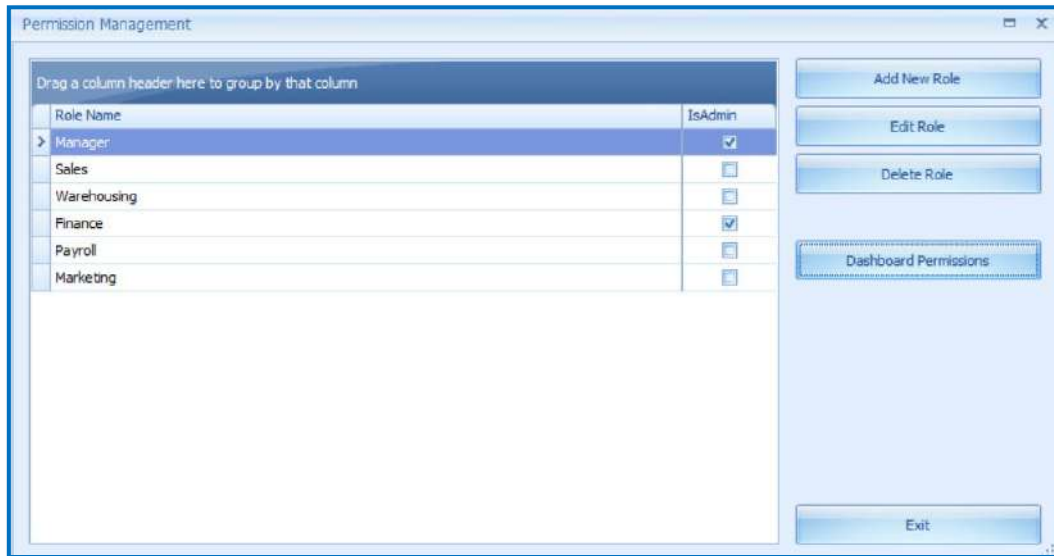 Permission Management
Drag a column header here to group by that column
Role Name IsAdmin
Manager
Sales
Warehousing
Finance
Payroll
Marketing
Add New Role
Edit Role
Delete Role
Dashboard Permissions
Exit